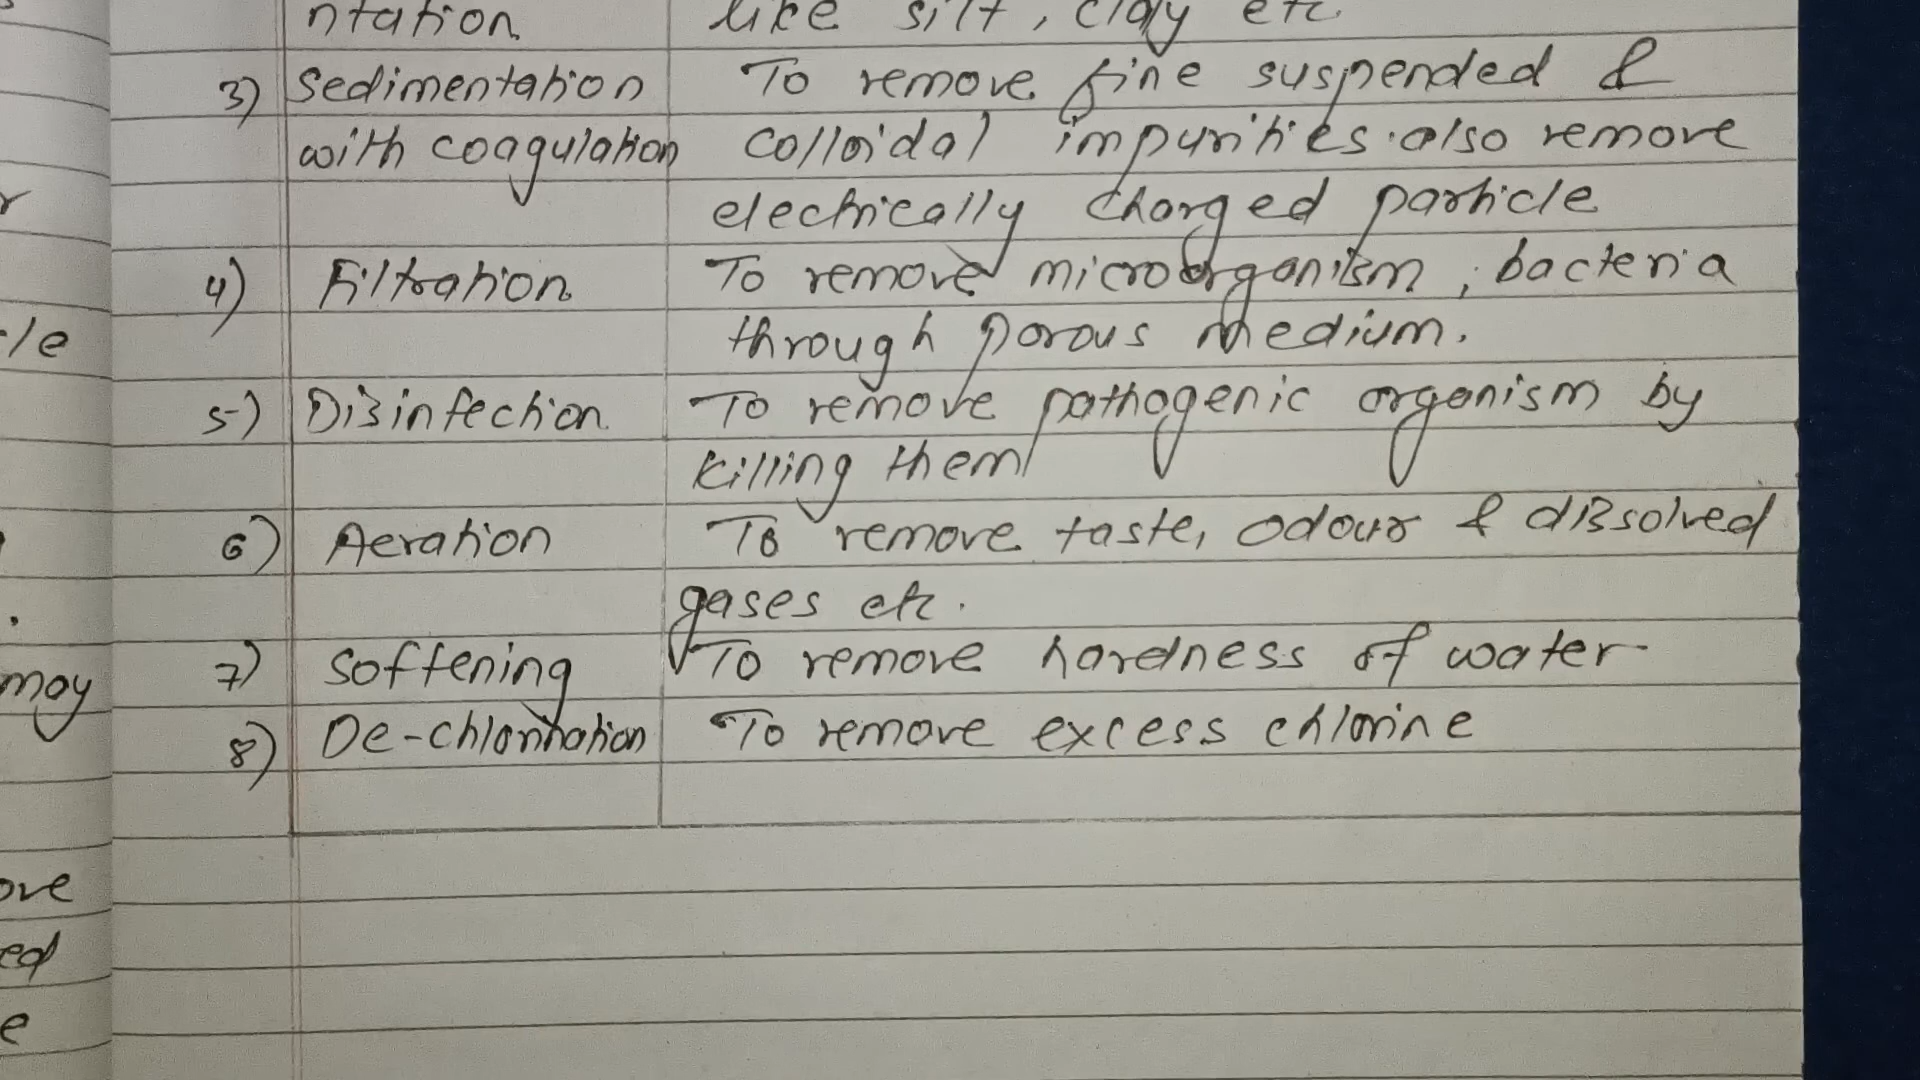 ntation like silt, clay etc.
3) Sedimentation To remove fine suspended &
with coagulation colloidal impurities. also remove
electrically charged particle
4) Filtration To remove microorganism, bacteria
through porous medium.
5) Disinfection To remove pathogenic organism by
killing them
6) Aeration To remove taste, odour & dissolved
gases etc.
7) Softening To remove hardness of water
8) De-chlorination To remove excess chlorine
may